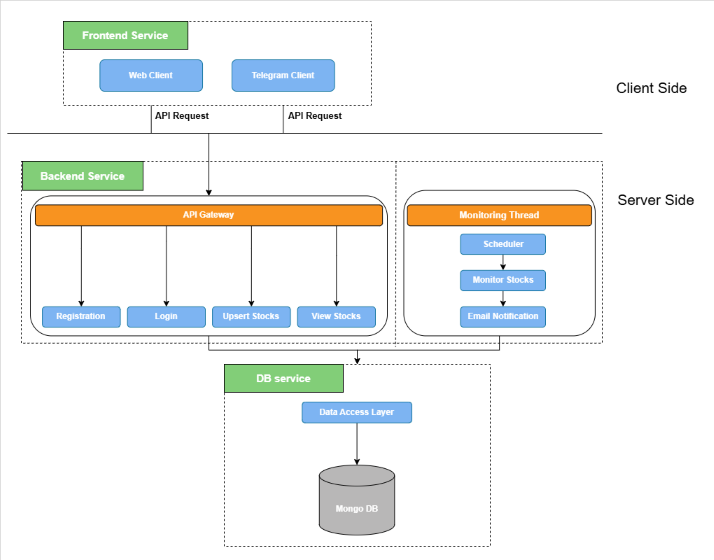 Frontend Service
Web Client
Telegram Client
Client Side
API Request
API Request
Backend Service
Server Side
API Gateway
Monitoring Thread
Scheduler
Monitor Stocks
Registration
Login
Upsert Stocks
View Stocks
Email Notification
DB service
Data Access Layer
Mongo DB